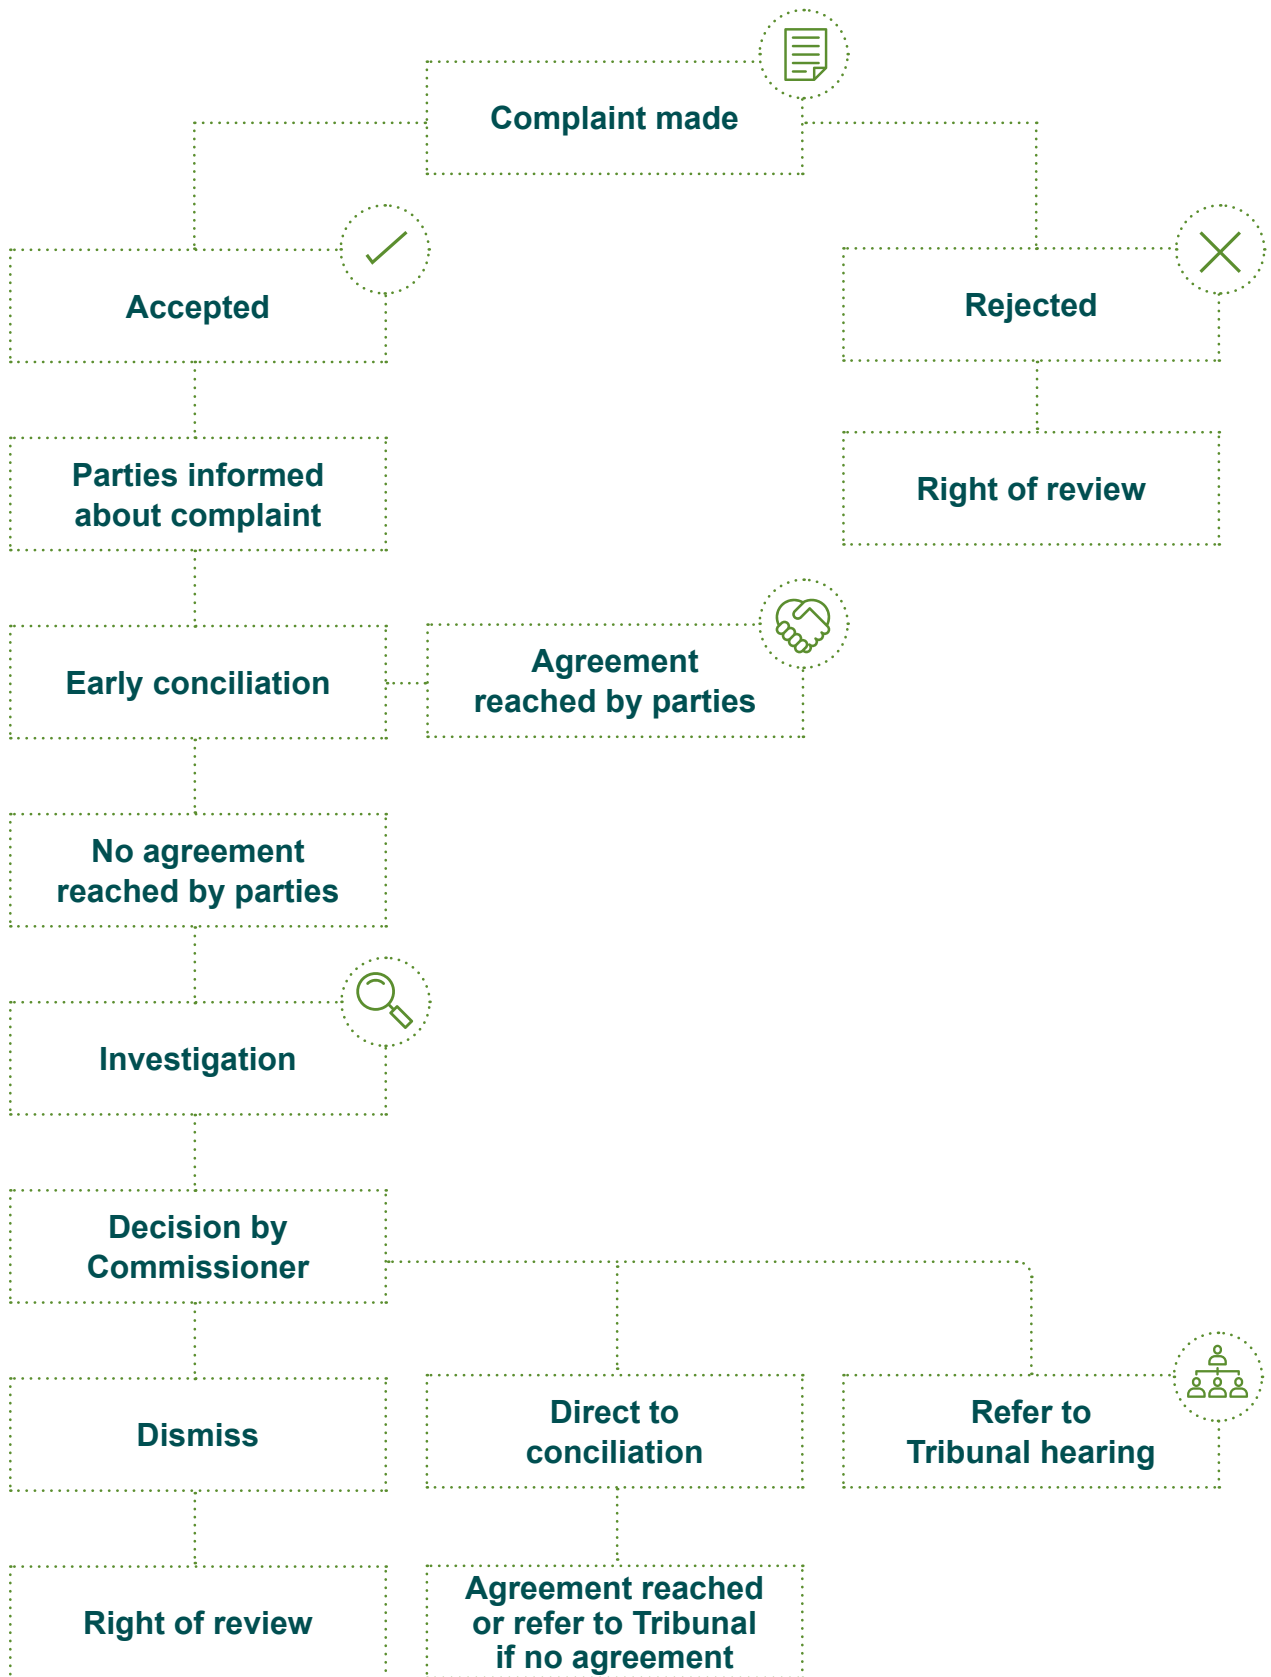 Complaint made
Accepted
Rejected
Parties informed
about complaint
Right of review
Early conciliation
Agreement
reached by parties
No agreement
reached by parties
Investigation
Decision by
Commissioner
Dismiss
Direct to
conciliation
Refer to
Tribunal hearing
Right of review
Agreement reached
or refer to Tribunal
if no agreement